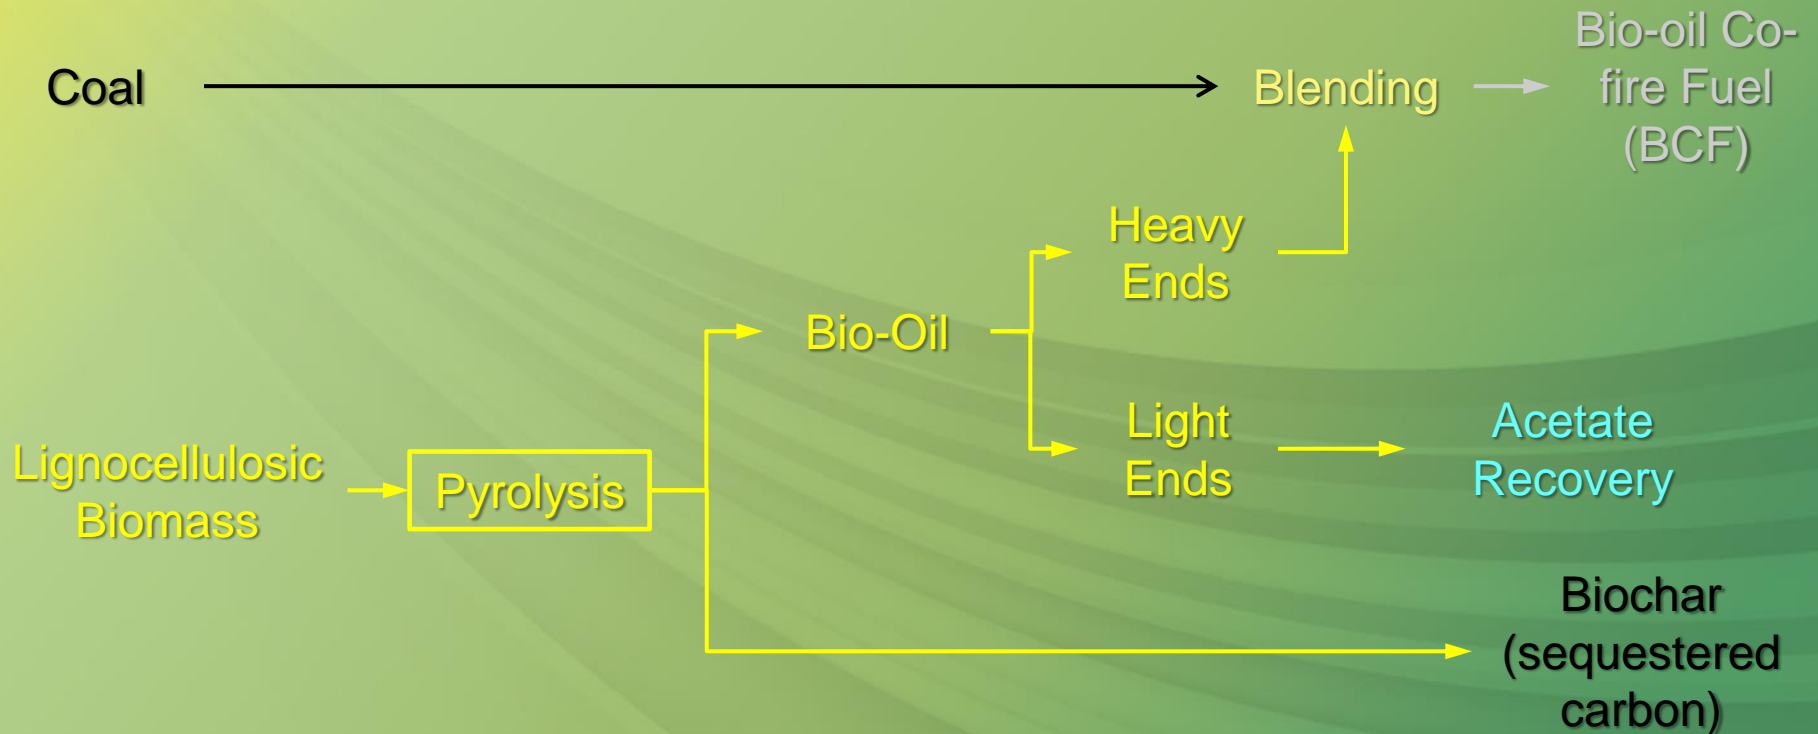 Coal
Blending
Bio-oil Co-
fire Fuel
(BCF)
Heavy
Ends
Bio-Oil
Light
Ends
Acetate
Recovery
Lignocellulosic
Biomass
Pyrolysis
Biochar
(sequestered
carbon)